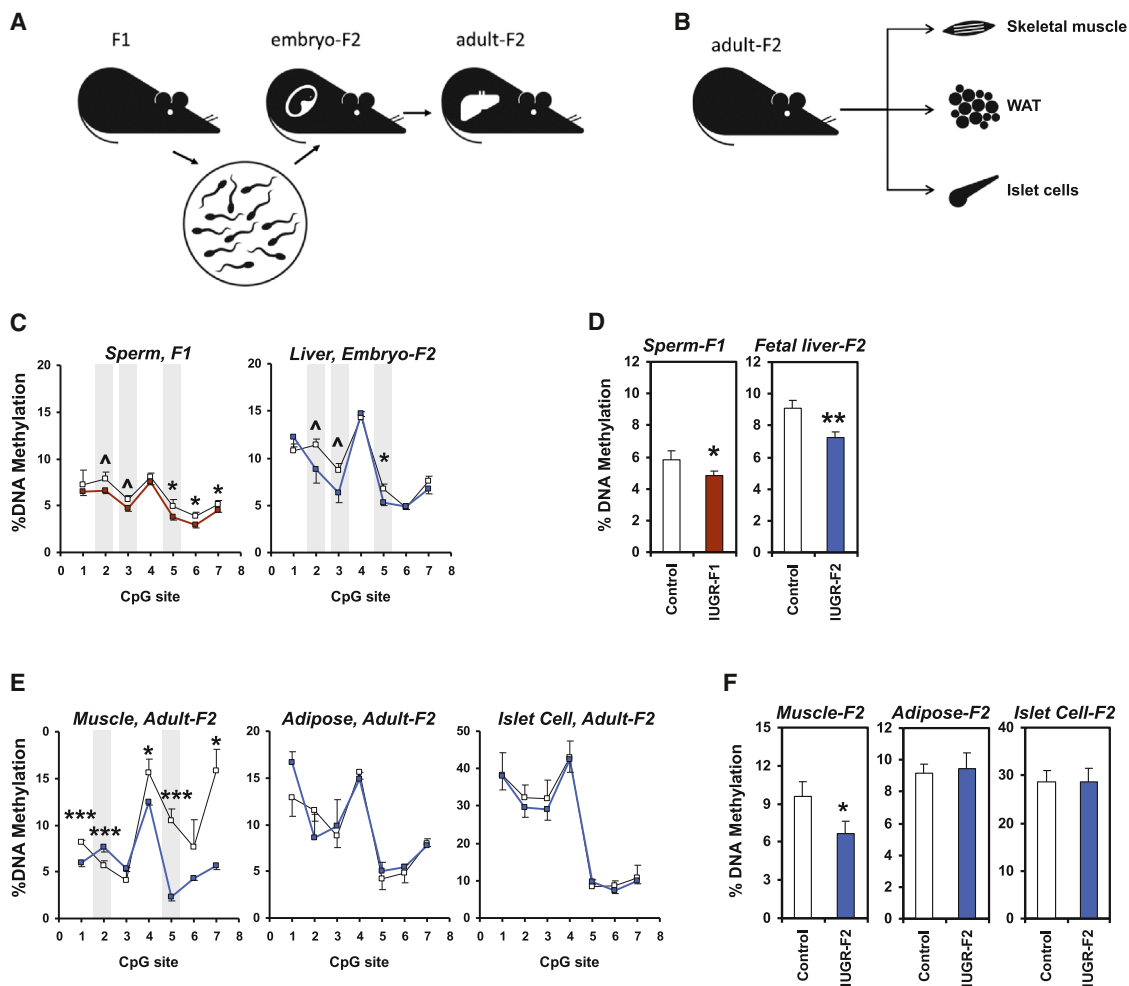 A
F1
embryo-F2
adult-F2
B
adult-F2
Skeletal muscle
WAT
Islet cells
C
Sperm, F1
%DNA Methylation
20
15
10
5
0
^
^
*
*
*
0 1 2 3 4 5 6 7 8
CpG site
Liver, Embryo-F2
20
15
10
5
0
^
^
*
0 1 2 3 4 5 6 7 8
CpG site
D
Sperm-F1
% DNA Methylation
12
10
8
6
4
2
0
*
Control
IUGR-F1
Fetal liver-F2
12
10
8
6
4
2
0
**
Control
IUGR-F2
E
Muscle, Adult-F2
%DNA Methylation
0
15
10
5
0
***
***
*
***
*
0 1 2 3 4 5 6 7 8
CpG site
Adipose, Adult-F2
20
15
10
5
0
0 1 2 3 4 5 6 7 8
CpG site
Islet Cell, Adult-F2
50
40
30
20
10
0
0 1 2 3 4 5 6 7 8
CpG site
F
Muscle-F2
% DNA Methylation
15
12
9
6
3
0
*
Control
IUGR-F2
Adipose-F2
12
10
8
6
4
2
0
Control
IUGR-F2
Islet Cell-F2
40
30
20
10
0
Control
IUGR-F2